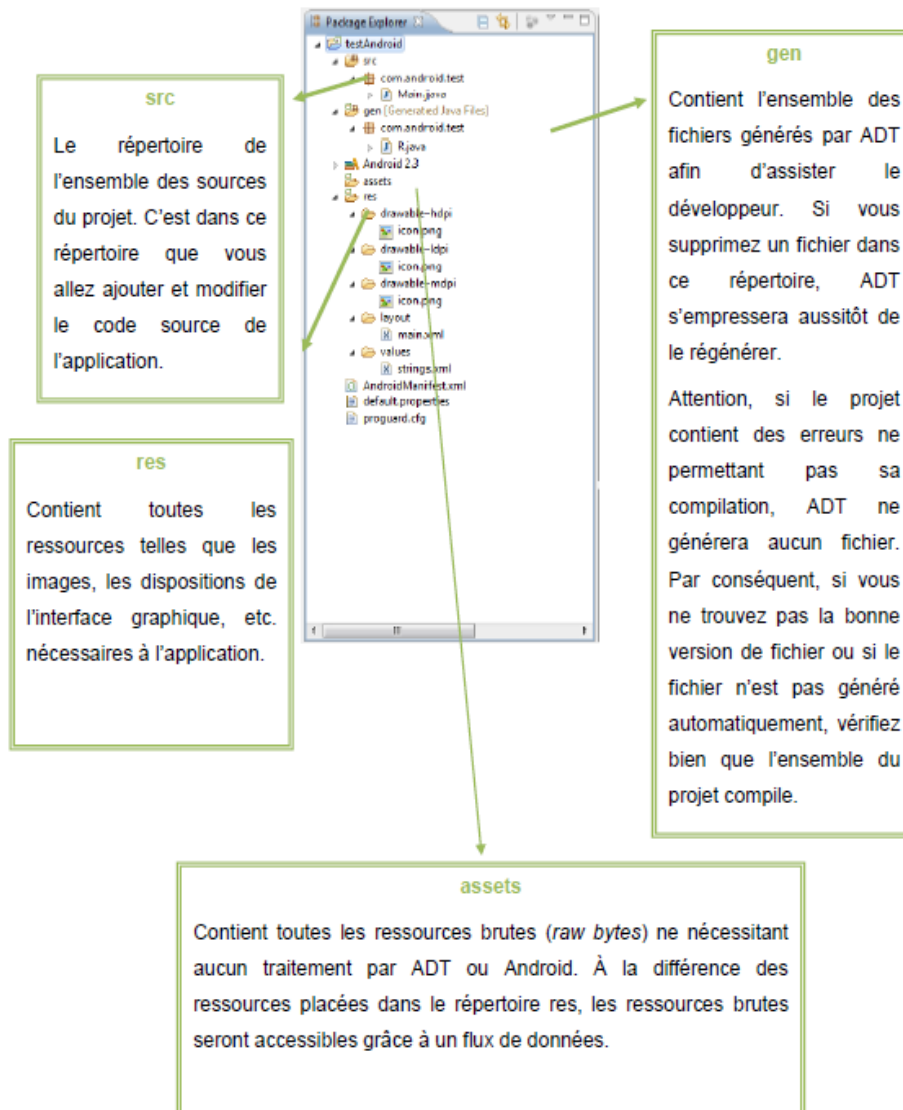 Package Explorer
testAndroid
src
com.android.test
Main.java
gen [Generated Java Files]
com.android.test
R.java
Android 2.3
assets
res
drawable-hdpi
icon.png
drawable-ldpi
icon.png
drawable-mdpi
icon.png
layout
main.xml
values
strings.xml
AndroidManifest.xml
default.properties
proguard.cfg
src
Le répertoire de
l'ensemble des sources
du projet. C'est dans ce
répertoire que vous
allez ajouter et modifier
le code source de
l'application.
res
Contient toutes les
ressources telles que les
images, les dispositions de
l'interface graphique, etc.
nécessaires à l'application.
gen
Contient l'ensemble des
fichiers générés par ADT
afin d'assister le
développeur. Si vous
supprimez un fichier dans
ce répertoire, ADT
s'empressera aussitôt de
le régénérer.
Attention, si le projet
contient des erreurs ne
permettant pas sa
compilation, ADT ne
générera aucun fichier.
Par conséquent, si vous
ne trouvez pas la bonne
version de fichier ou si le
fichier n'est pas généré
automatiquement, vérifiez
bien que l'ensemble du
projet compile.
assets
Contient toutes les ressources brutes (raw bytes) ne nécessitant
aucun traitement par ADT ou Android. À la différence des
ressources placées dans le répertoire res, les ressources brutes
seront accessibles grâce à un flux de données.